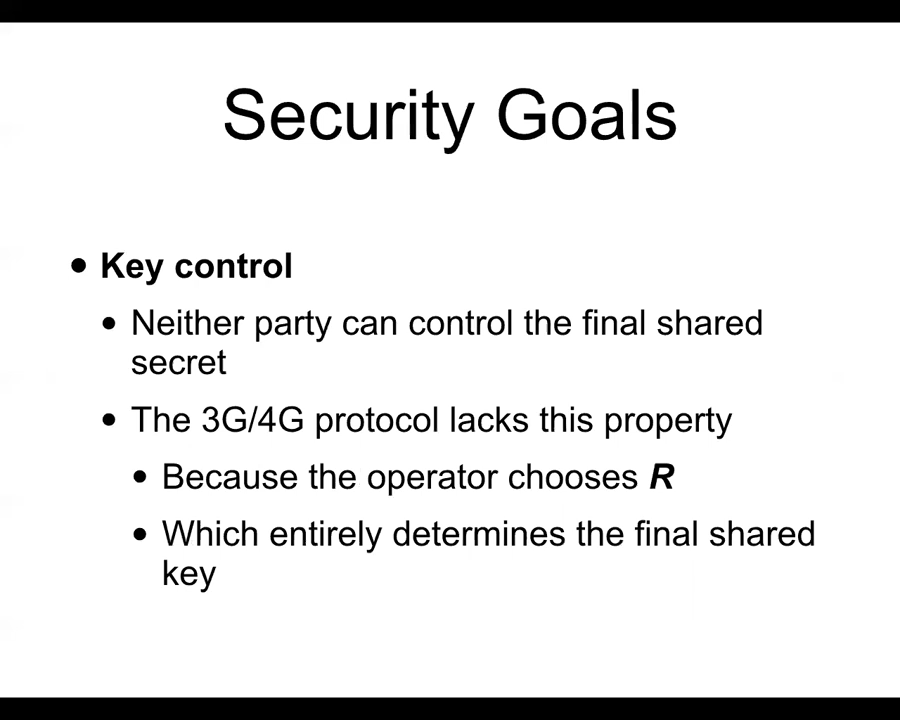 Security Goals
• Key control
• Neither party can control the final shared
secret
• The 3G/4G protocol lacks this property
• Because the operator chooses R
• Which entirely determines the final shared
key